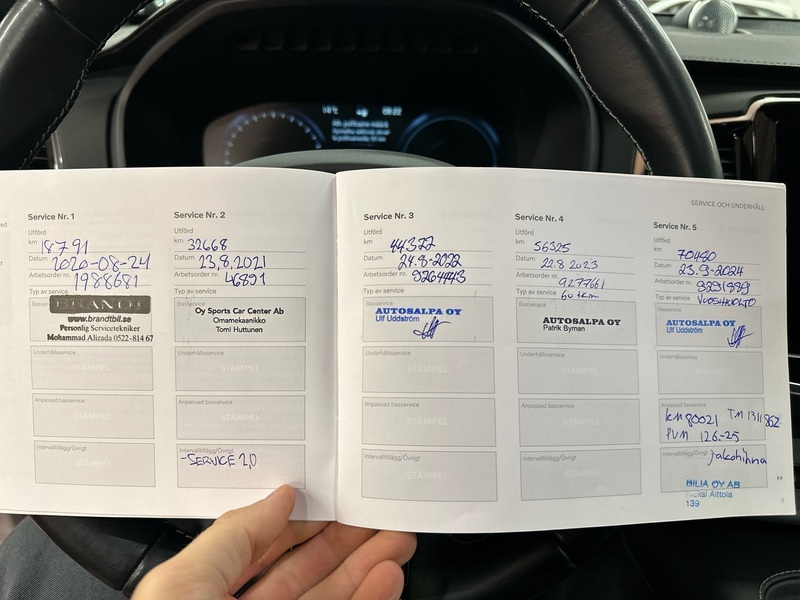 SERVICE OCH UNDERHÅLL
Service Nr. 1
Utförd
km 18791
Datum 2020-08-24
Arbetsorder nr. 1988681
Typ av service
BRANDT
www.brandtbil.se
Personlig Servicetekniker
Mohammad Alizada 0522-814 67
Underhållsservice
STÄMPEL
Anpassad basservice
STÄMPEL
Intervalltillägg/Övrigt
STÄMPEL
Service Nr. 2
Utförd
km 32668
Datum 23.8.2021
Arbetsorder nr. 46891
Typ av service
Basservice
Oy Sports Car Center Ab
Omamekaanikko
Tomi Huttunen
Underhållsservice
STÄMPEL
Anpassad basservice
STÄMPEL
Intervalltillägg/Övrigt
-SERVICE 2,0
Service Nr. 3
Utförd
km 44322
Datum 24.8-2022
Arbetsorder nr. 9264443
Typ av service
Basservice
AUTOSALPA OY
Ulf Uddström
Underhållsservice
STÄMPEL
Anpassad basservice
STÄMPEL
Intervalltillägg/Övrigt
STÄMPEL
Service Nr. 4
Utförd
km 56325
Datum 22.8.2023
Arbetsorder nr. 9277661
Typ av service 60 tkm
Basservice
AUTOSALPA OY
Patrik Byman
Underhållsservice
STÄMPEL
Anpassad basservice
STÄMPEL
Intervalltillägg/Övrigt
STÄMPEL
Service Nr. 5
Utförd
km 70480
Datum 23.9-2024
Arbetsorder nr.
Typ av service VUOSIHUOLTO
Basservice
AUTOSALPA OY
Ulf Uddström
Underhållsservice
STÄMPEL
Anpassad basservice
km 80021
PVM 12.6.-25
Intervalltillägg/Övrigt
Jakohihna
BILIA OY AB
Aittola
139